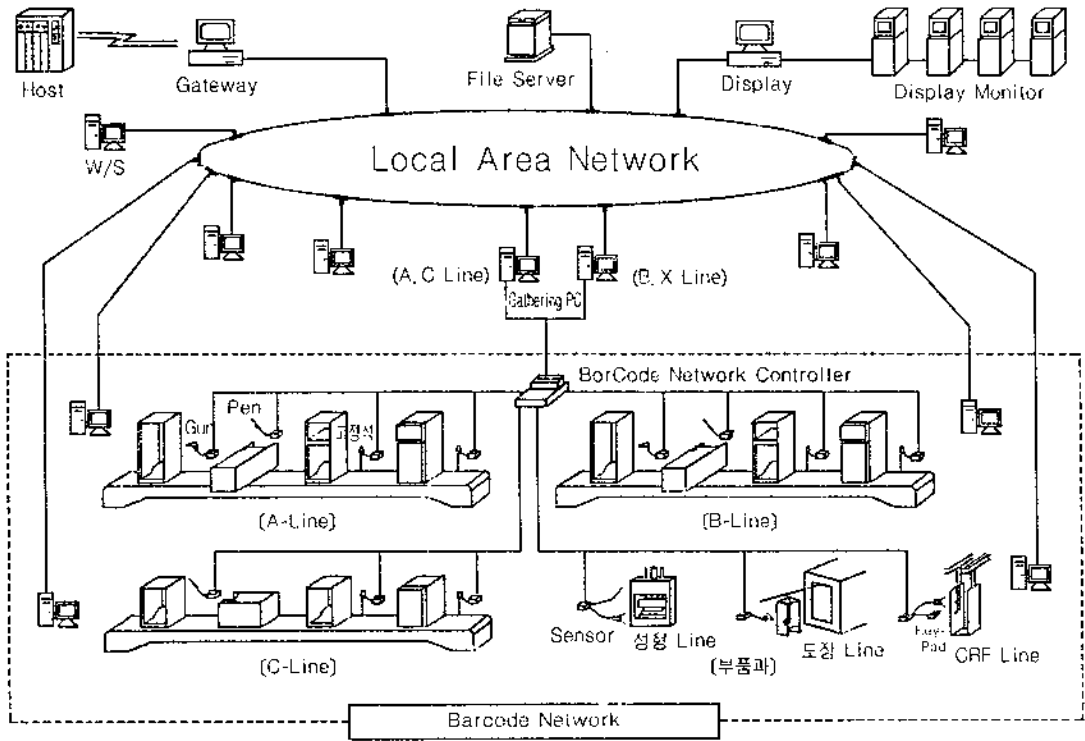 Host
Gateway
File Server
Display
Display Monitor
W/S
Local Area Network
(A, C Line)
(B, X Line)
Gathering PC
BorCode Network Controller
Pen
Gun
고정식
(A-Line)
(B-Line)
(C-Line)
Sensor
성형 Line
(부품과)
도장 Line
Key-
Pad
CRF Line
Barcode Network